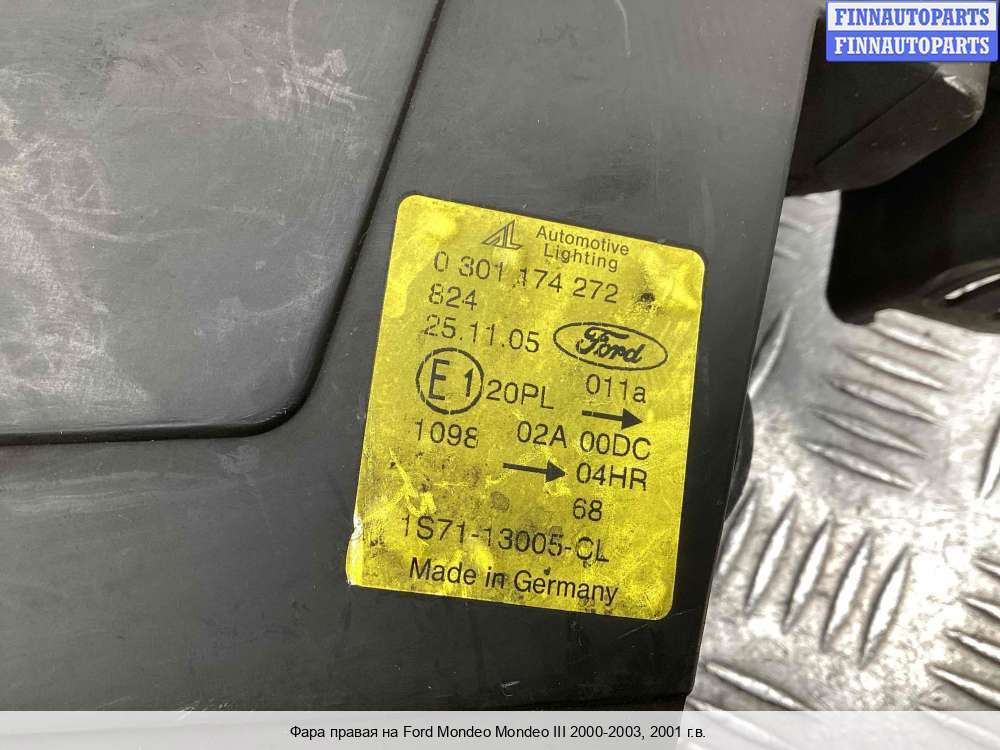 FINNAUTOPARTS
FINNAUTOPARTS
AL Automotive
Lighting
0 301 174 272
824
25.11.05 Ford
E1 20PL 011a
1098 02A 00DC
04HR
68
1S71-13005-CL
Made in Germany
Фара правая на Ford Mondeo Mondeo III 2000-2003, 2001 г.в.